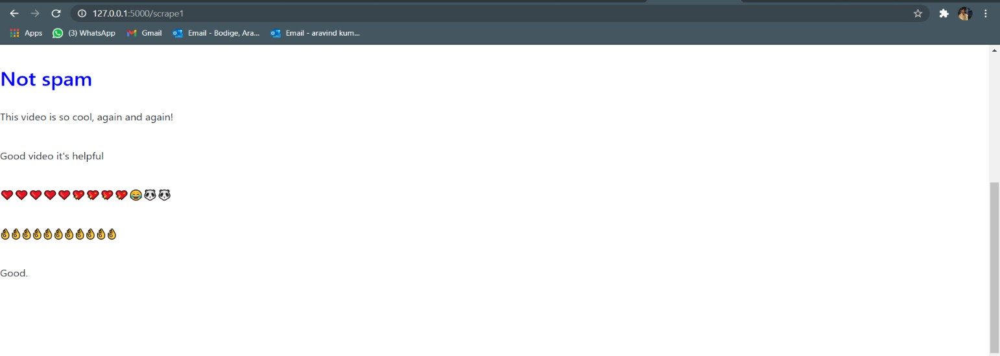 127.0.0.1:5000/scrape1
Apps (3) WhatsApp Gmail Email - Bodige, Ara... Email - aravind kum...
Not spam
This video is so cool, again and again!
Good video it's helpful
❤❤❤❤❤💖💖💖💖😂🐼🐼
👌👌👌👌👌👌👌👌👌👌👌
Good.